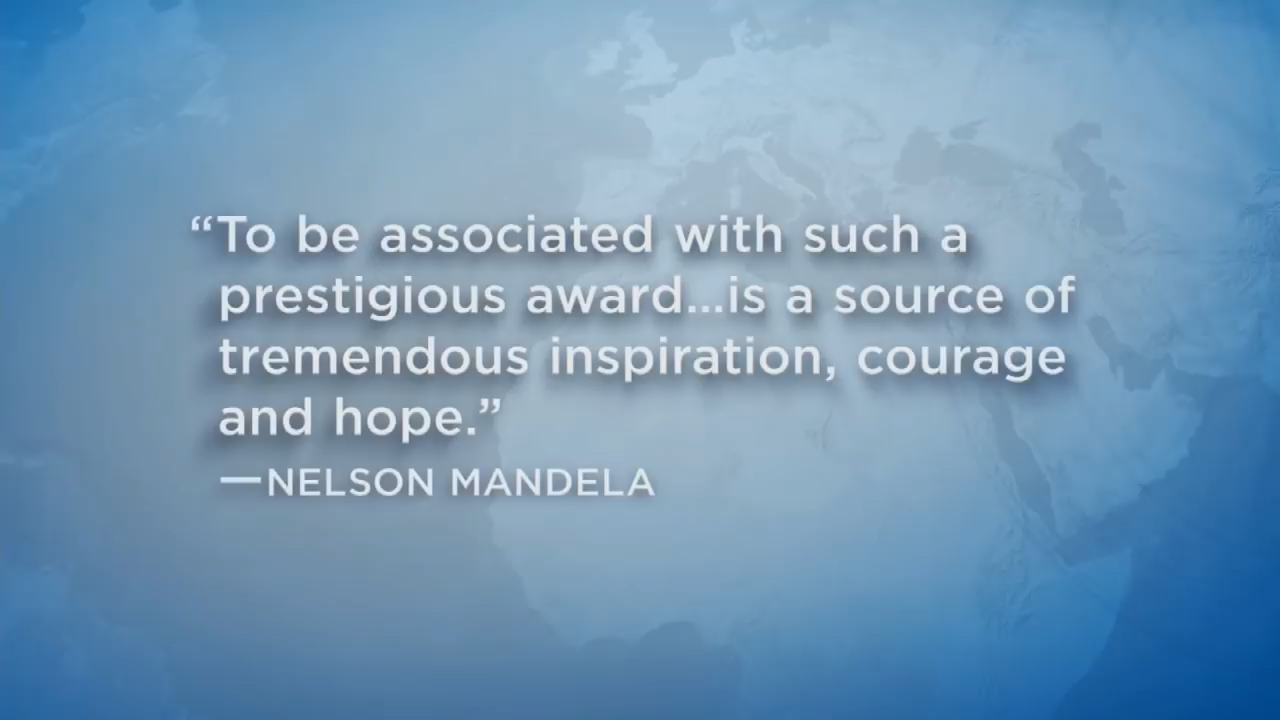 “To be associated with such a
prestigious award...is a source of
tremendous inspiration, courage
and hope.”
—NELSON MANDELA